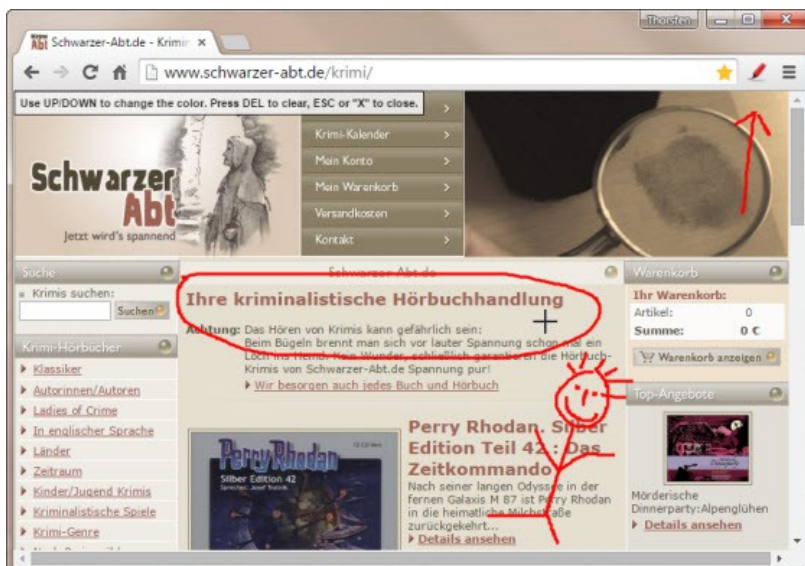 Thorsten
Schwarzer-Abt.de - Krimi
www.schwarzer-abt.de/krimi/
Use UP/DOWN to change the color. Press DEL to clear, ESC or "X" to close.
Schwarzer
Abt
Jetzt wird's spannend
Krimi-Kalender
Mein Konto
Mein Warenkorb
Versandkosten
Kontakt
Suche
Krimis suchen:
Suchen
Krimi-Hörbücher
Klassiker
Autorinnen/Autoren
Ladies of Crime
In englischer Sprache
Länder
Zeitraum
Kinder/Jugend Krimis
Kriminalistische Spiele
Krimi-Genre
Schwarzer-Abt.de
Ihre kriminalistische Hörbuchhandlung
Achtung: Das Hören von Krimis kann gefährlich sein:
Beim Bügeln brennt man sich vor lauter Spannung schon mal ein
Loch ins Hemd. Kein Wunder, schließlich garantieren die Hörbuch-
Krimis von Schwarzer-Abt.de Spannung pur!
Wir besorgen auch jedes Buch und Hörbuch
Perry Rhodan
Silber Edition 42
Perry Rhodan. Silber
Edition Teil 42 : Das
Zeitkommando
Nach seiner langen Odyssee in der
fernen Galaxis M 87 ist Perry Rhodan
in die heimatliche Milchstraße
zurückgekehrt...
Details ansehen
Warenkorb
Ihr Warenkorb:
Artikel: 0
Summe: 0 €
Warenkorb anzeigen
Top-Angebote
Mörderische
Dinnerparty:Alpenglühen
Details ansehen